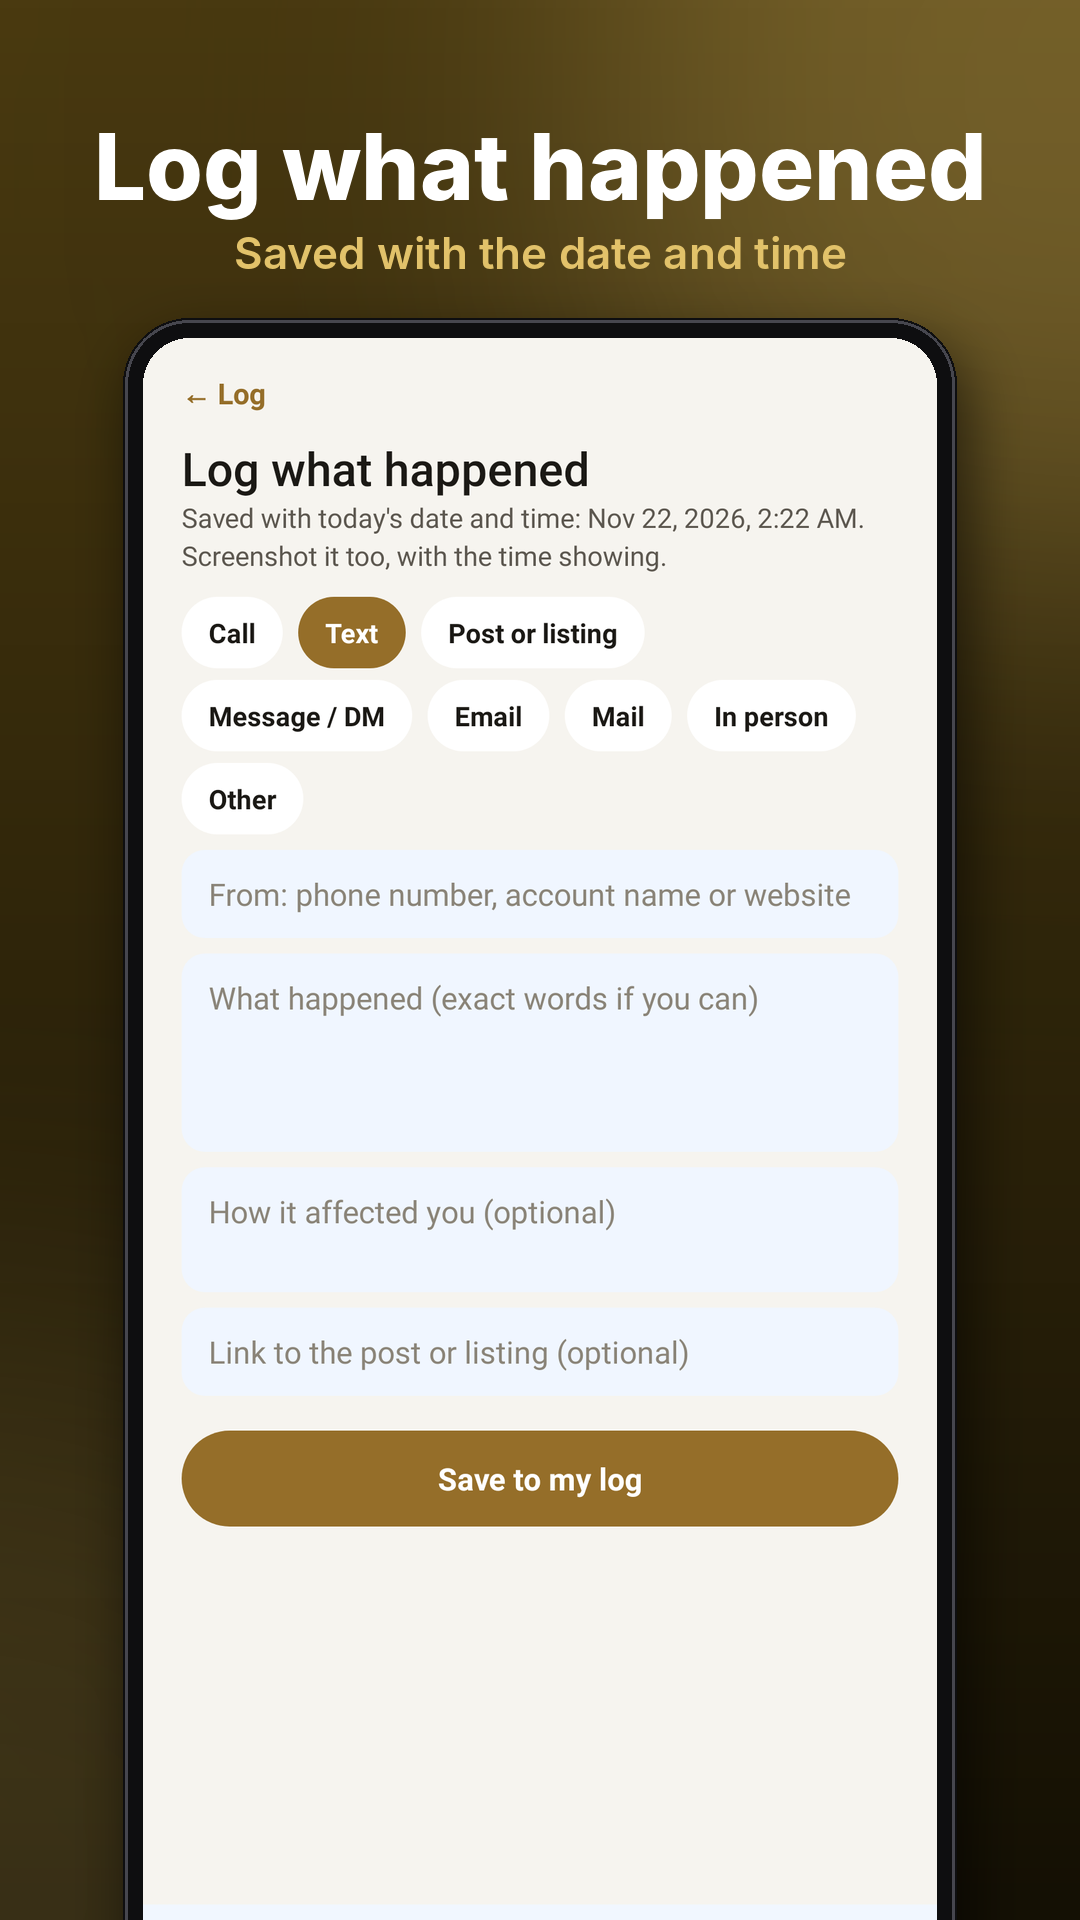 Log what happened
Saved with the date and time
← Log
Log what happened
Saved with today's date and time: Nov 22, 2026, 2:22 AM.
Screenshot it too, with the time showing.
Call
Text
Post or listing
Message / DM
Email
Mail
In person
Other
From: phone number, account name or website
What happened (exact words if you can)
How it affected you (optional)
Link to the post or listing (optional)
Save to my log